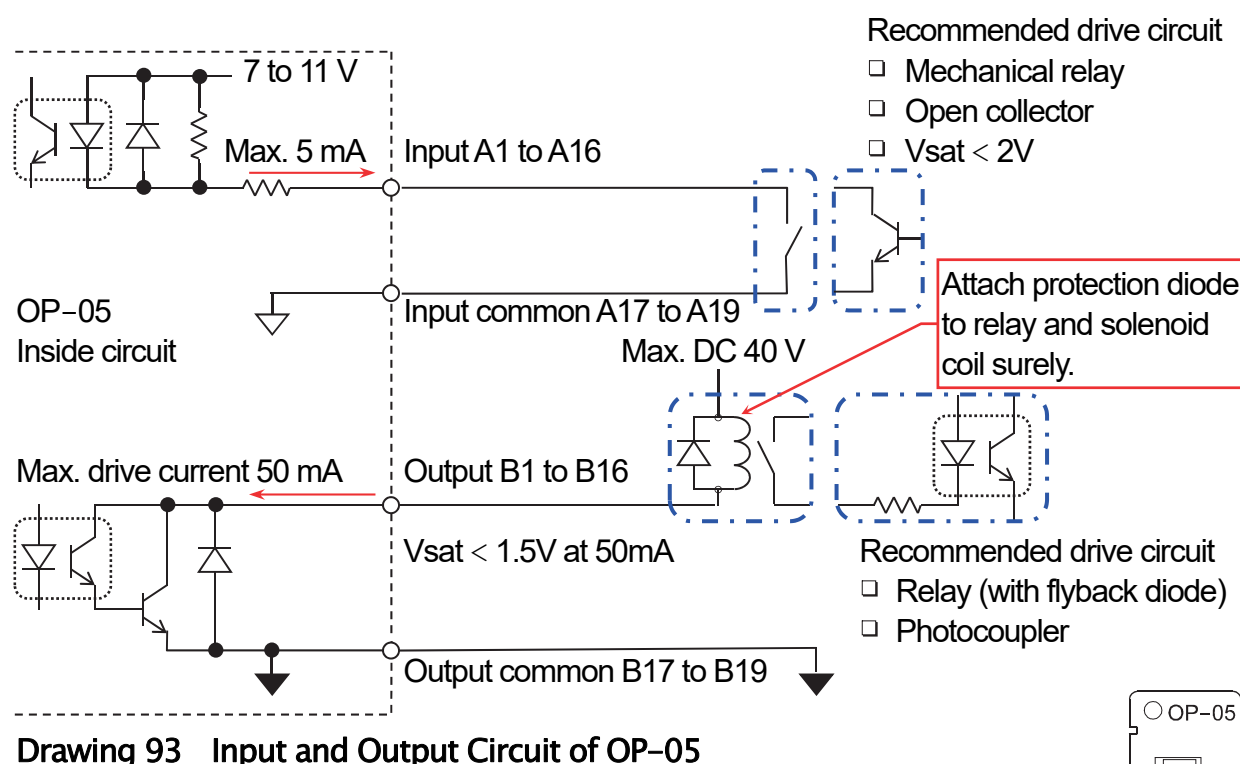 Recommended drive circuit
❑ Mechanical relay
❑ Open collector
❑ Vsat < 2V
7 to 11 V
Max. 5 mA
Input A1 to A16
OP-05
Inside circuit
Input common A17 to A19
Attach protection diode
to relay and solenoid
coil surely.
Max. DC 40 V
Max. drive current 50 mA
Output B1 to B16
Vsat < 1.5V at 50mA
Recommended drive circuit
❑ Relay (with flyback diode)
❑ Photocoupler
Output common B17 to B19
OP-05
Drawing 93 Input and Output Circuit of OP-05